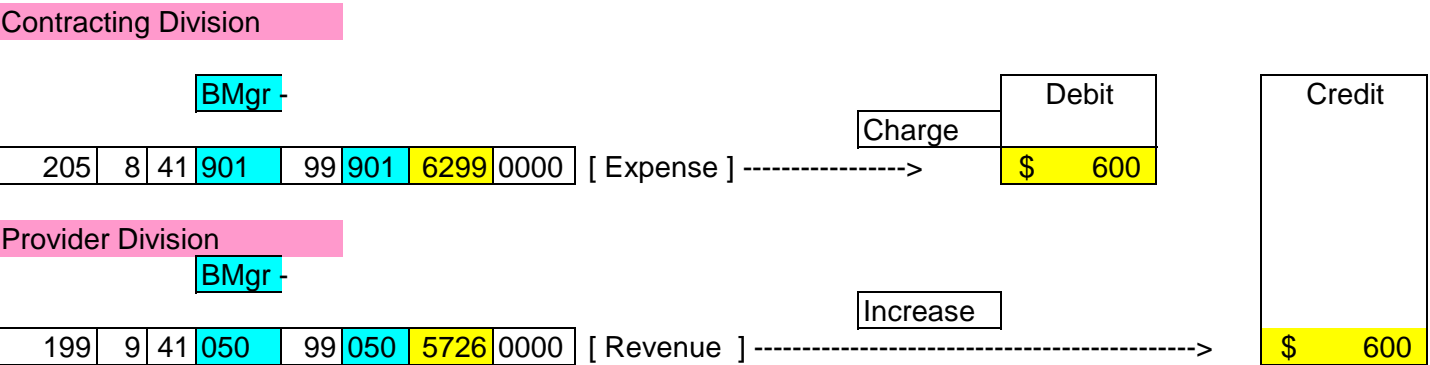 Contracting Division
BMgr - Debit Credit
Charge
205 8 41 901 99 901 6299 0000 [ Expense ] -----------------> $ 600
Provider Division
BMgr -
Increase
199 9 41 050 99 050 5726 0000 [ Revenue ] ----------------------------------------------> $ 600